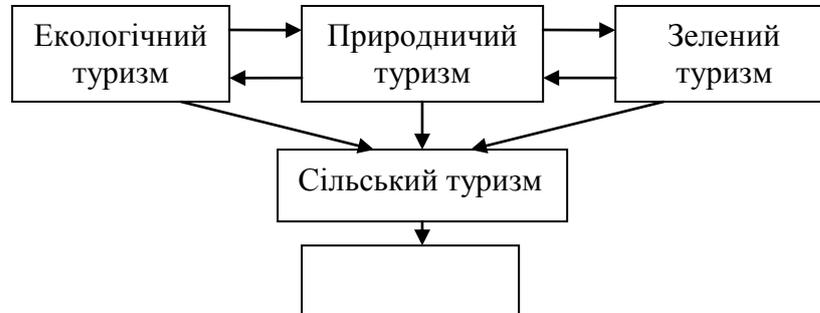 Екологічний
туризм
Природничий
туризм
Зелений
туризм
Сільський туризм